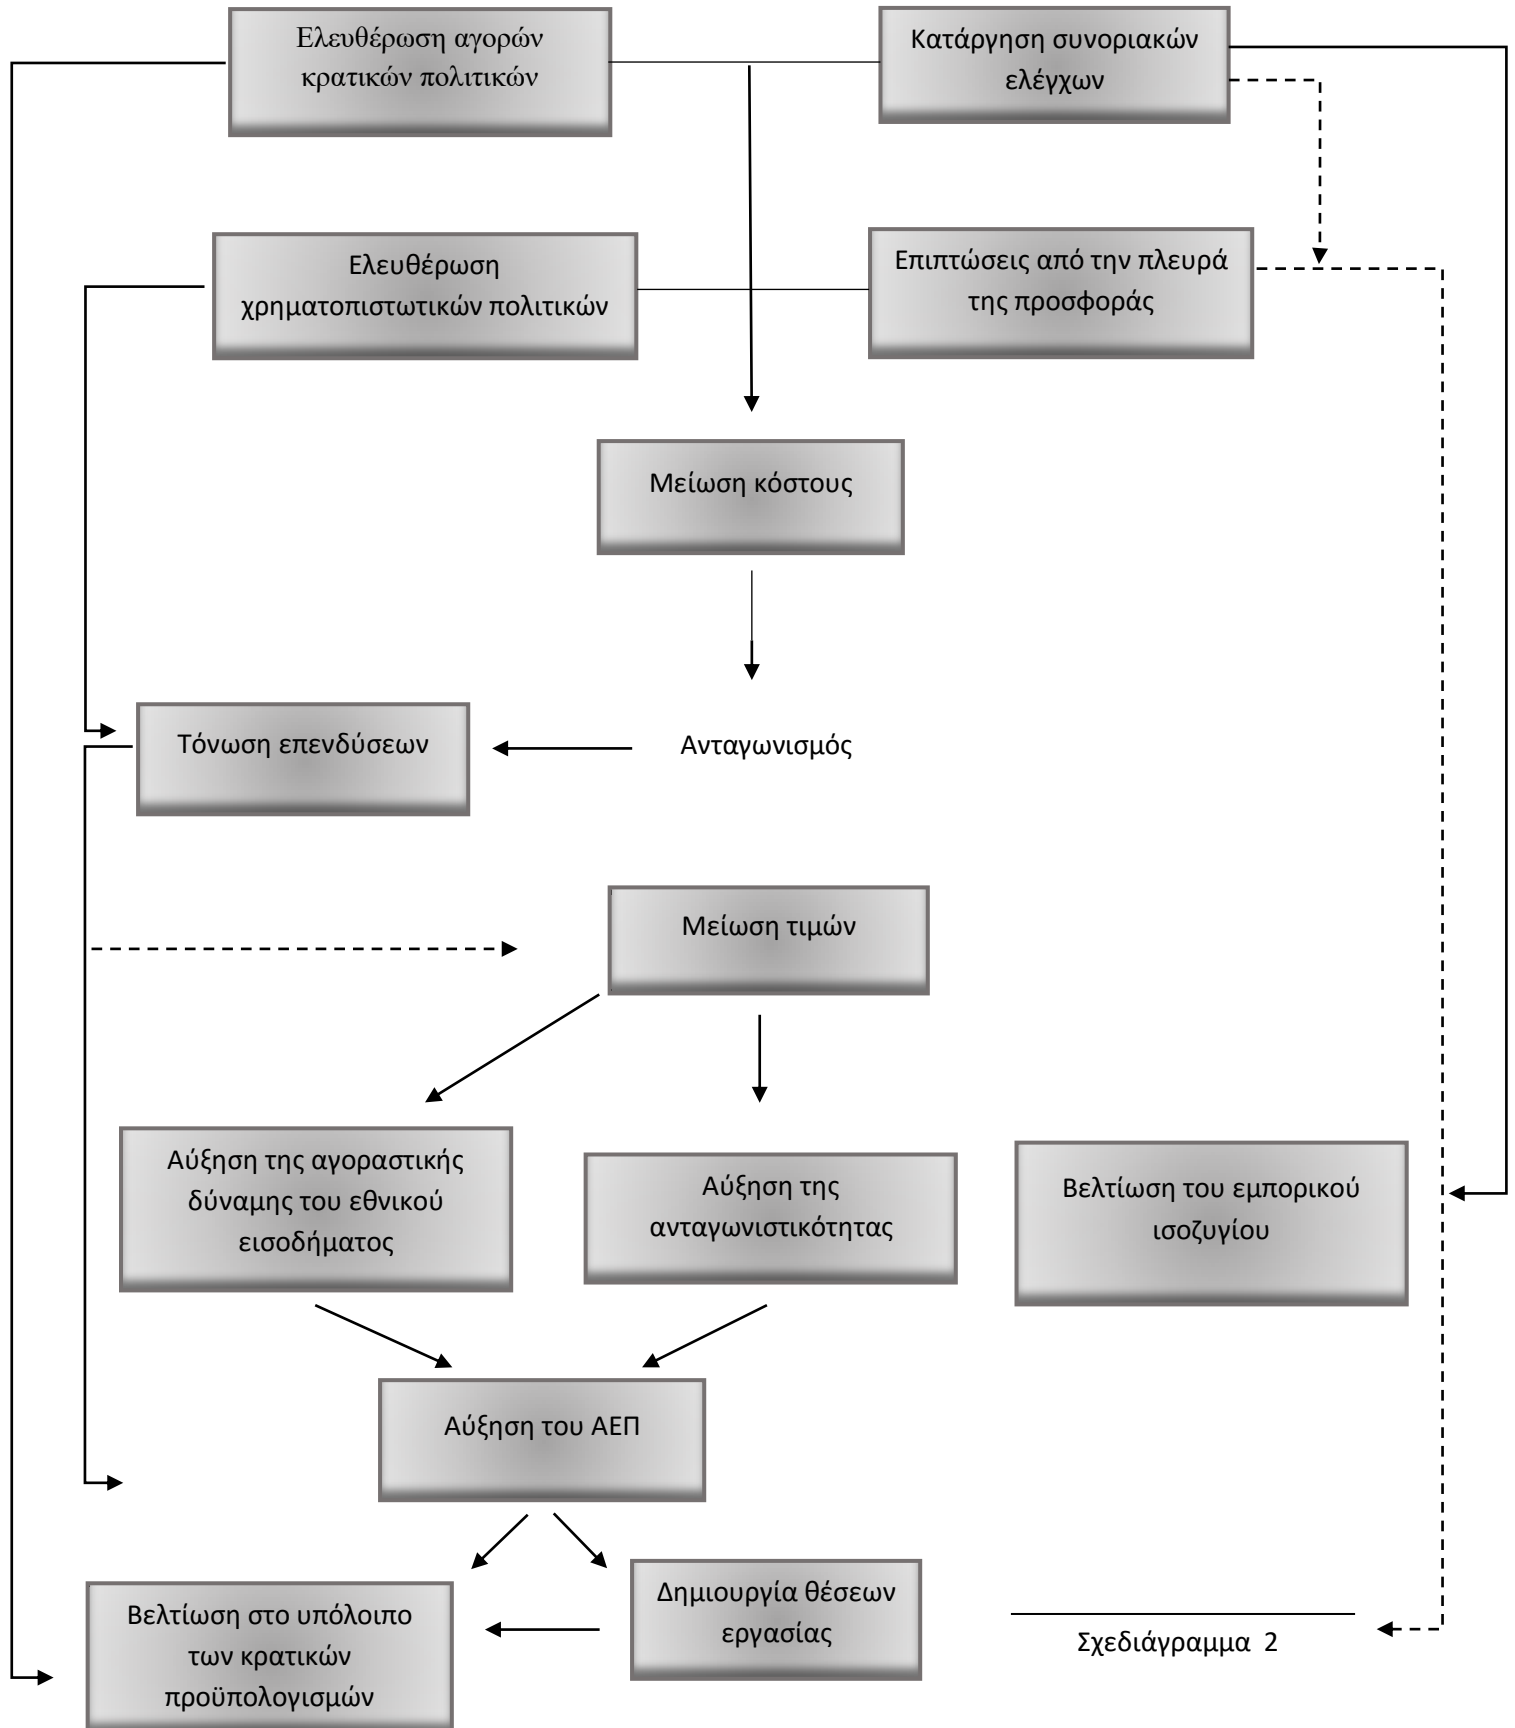 Ελευθέρωση αγορών
κρατικών πολιτικών
Κατάργηση συνοριακών
ελέγχων
Ελευθέρωση
χρηματοπιστωτικών πολιτικών
Επιπτώσεις από την πλευρά
της προσφοράς
Μείωση κόστους
Τόνωση επενδύσεων
Ανταγωνισμός
Μείωση τιμών
Αύξηση της αγοραστικής
δύναμης του εθνικού
εισοδήματος
Αύξηση της
ανταγωνιστικότητας
Βελτίωση του εμπορικού
ισοζυγίου
Αύξηση του ΑΕΠ
Βελτίωση στο υπόλοιπο
των κρατικών
προϋπολογισμών
Δημιουργία θέσεων
εργασίας
Σχεδιάγραμμα 2